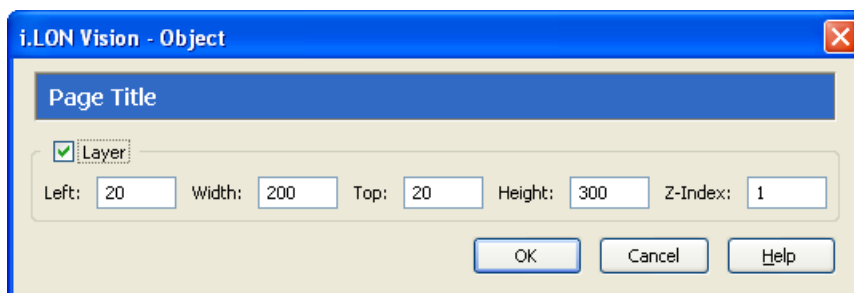 i.LON Vision - Object
Page Title
Layer
Left: 20 Width: 200 Top: 20 Height: 300 Z-Index: 1
OK Cancel Help